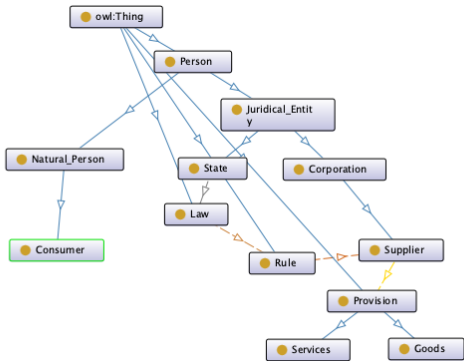 owl:Thing
Person
Juridical_Entit
y
Natural_Person
State
Corporation
Law
Consumer
Supplier
Rule
Provision
Services
Goods